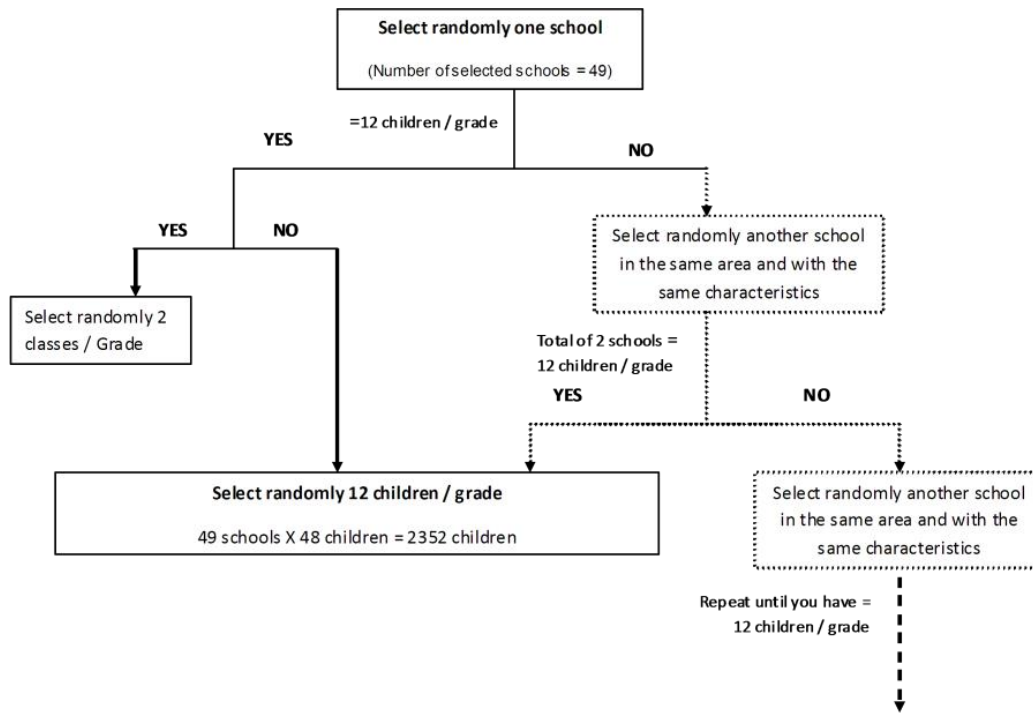 Select randomly one school
(Number of selected schools = 49)
=12 children / grade
YES
NO
YES
NO
Select randomly another school
in the same area and with the
same characteristics
Select randomly 2
classes / Grade
Total of 2 schools =
12 children / grade
YES
NO
Select randomly 12 children / grade
49 schools X 48 children = 2352 children
Select randomly another school
in the same area and with the
same characteristics
Repeat until you have =
12 children / grade